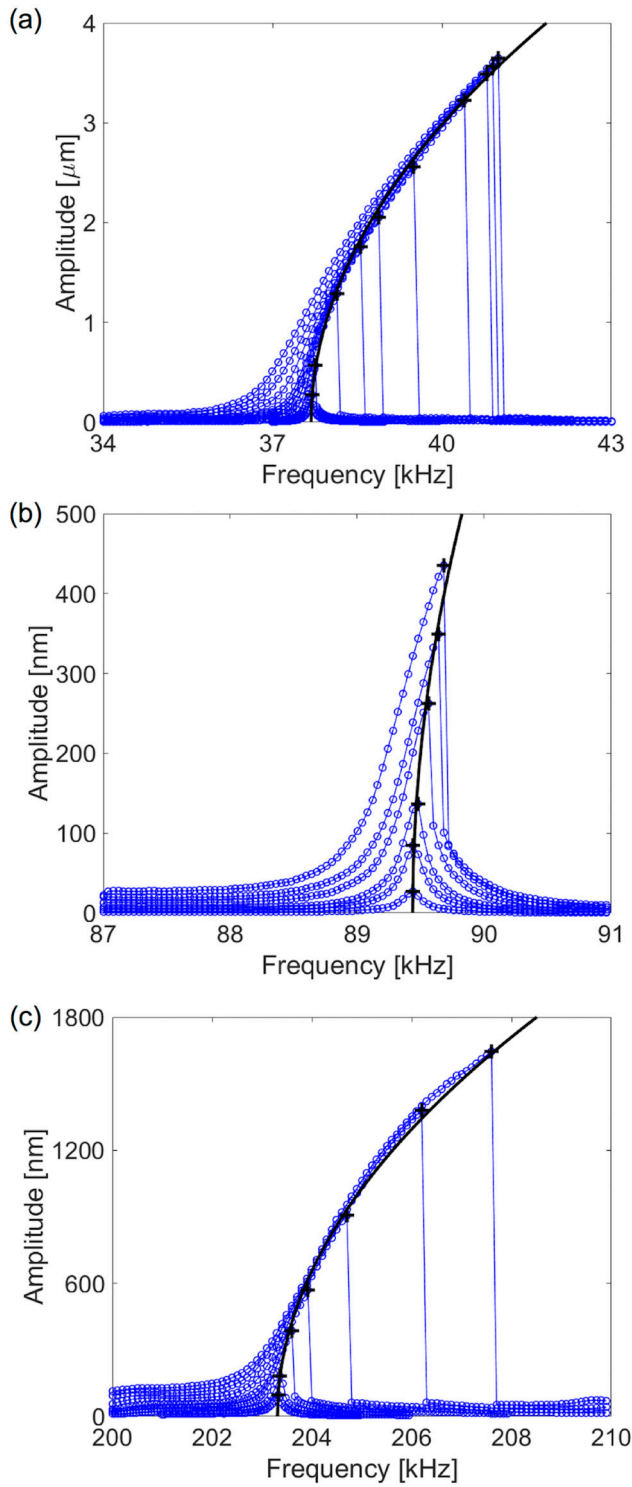 (a)
4
3
2
1
0
Amplitude [μm]
34 37 40 43
Frequency [kHz]
(b)
500
400
300
200
100
0
Amplitude [nm]
87 88 89 90 91
Frequency [kHz]
(c)
1800
1200
600
0
Amplitude [nm]
200 202 204 206 208 210
Frequency [kHz]